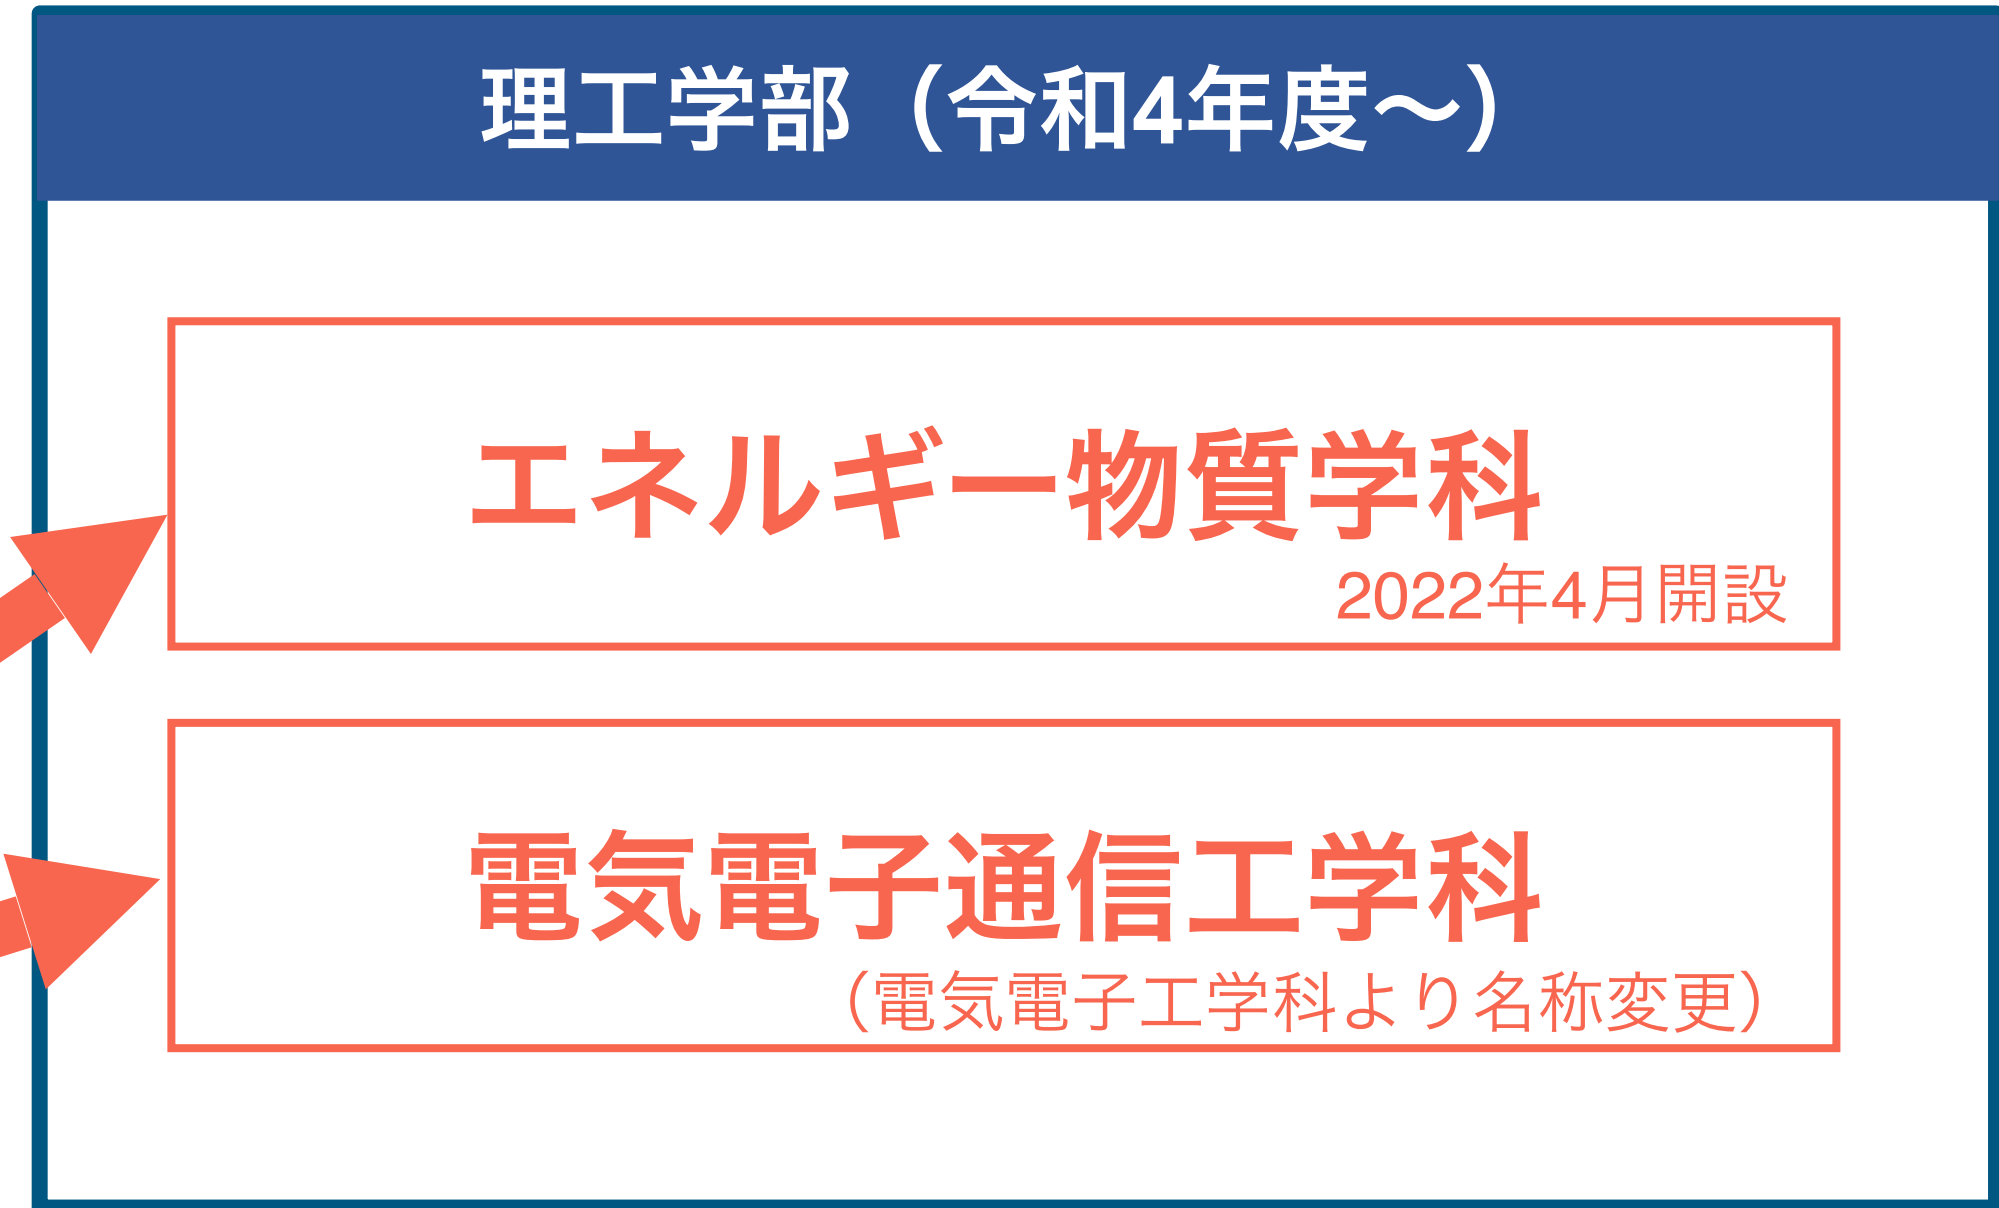 理工学部（令和4年度〜）
エネルギー物質学科
2022年4月開設
電気電子通信工学科
（電気電子工学科より名称変更）